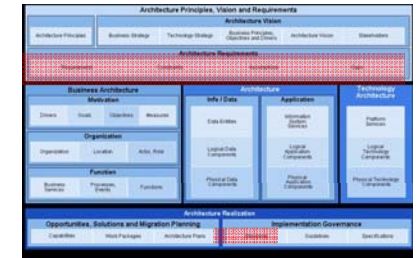 Architecture Principles, Vision and Requirements
Architecture Vision
Architecture Principles
Business Strategy
Technology Strategy
Business Principles, Objectives and Drivers
Architecture Vision
Stakeholders
Architecture Requirements
Requirements
Constraints
Assumptions
Gaps
Business Architecture
Motivation
Drivers
Goals
Objectives
Measures
Organization
Organization
Location
Actor, Role
Function
Business Services
Processes, Events
Functions
Architecture
Info / Data
Application
Data Entities
Information System Services
Logical Data Components
Logical Application Components
Physical Data Components
Physical Application Components
Technology Architecture
Platform Services
Logical Technology Components
Physical Technology Components
Architecture Realization
Opportunities, Solutions and Migration Planning
Capabilities
Work Packages
Architecture Plans
Implementation Governance
Guidelines
Specifications